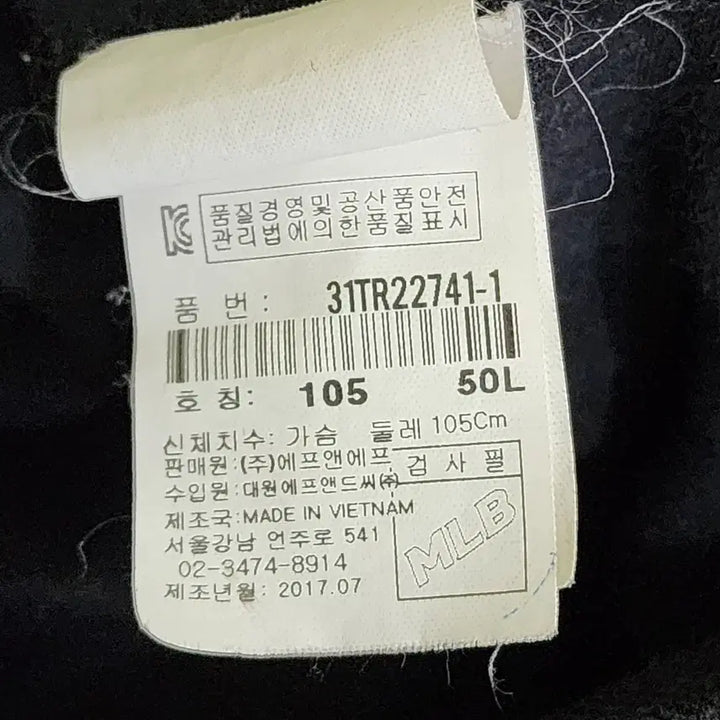 품질경영및공산품안전
관리법에의한품질표시
품 번 : 31TR22741-1
호 칭: 105 50L
신체치수: 가슴 둘레 105Cm
판매원:(주)에프앤에프
수입원:대원에프앤드씨(주)
검 사 필
제조국:MADE IN VIETNAM
MLB
서울강남 언주로 541
02-3474-8914
제조년월: 2017.07